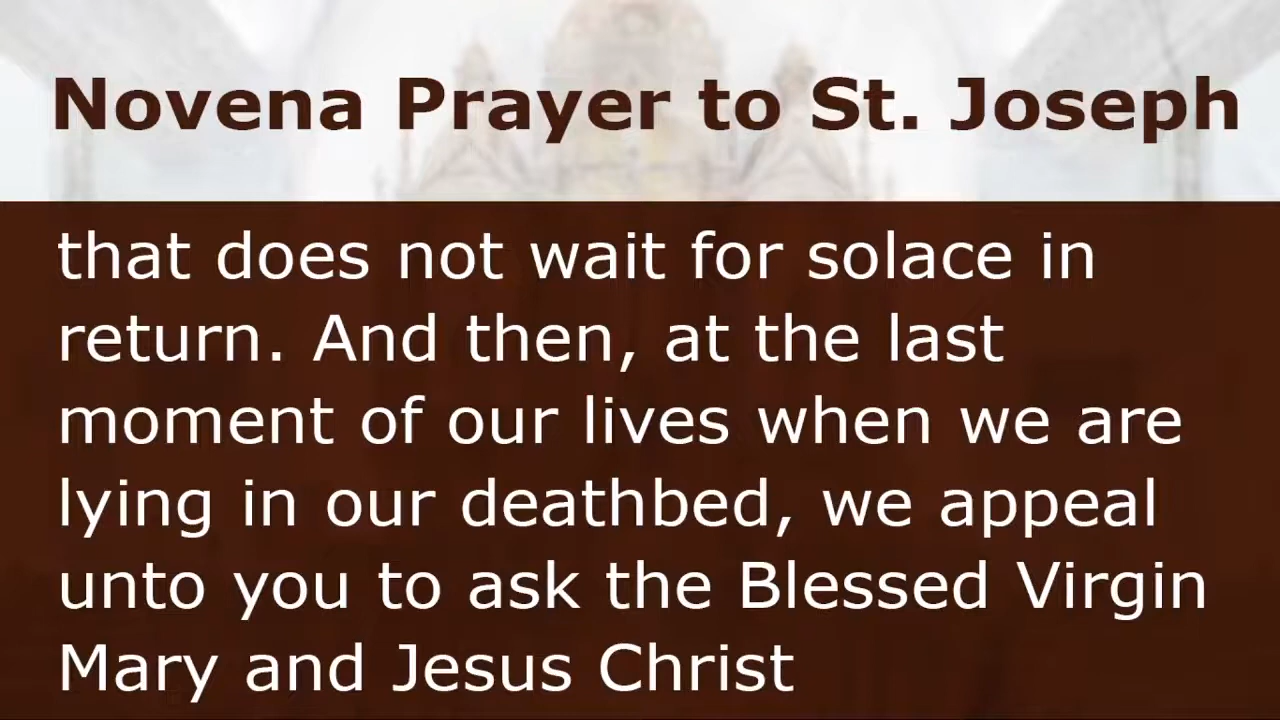 Novena Prayer to St. Joseph
that does not wait for solace in
return. And then, at the last
moment of our lives when we are
lying in our deathbed, we appeal
unto you to ask the Blessed Virgin
Mary and Jesus Christ